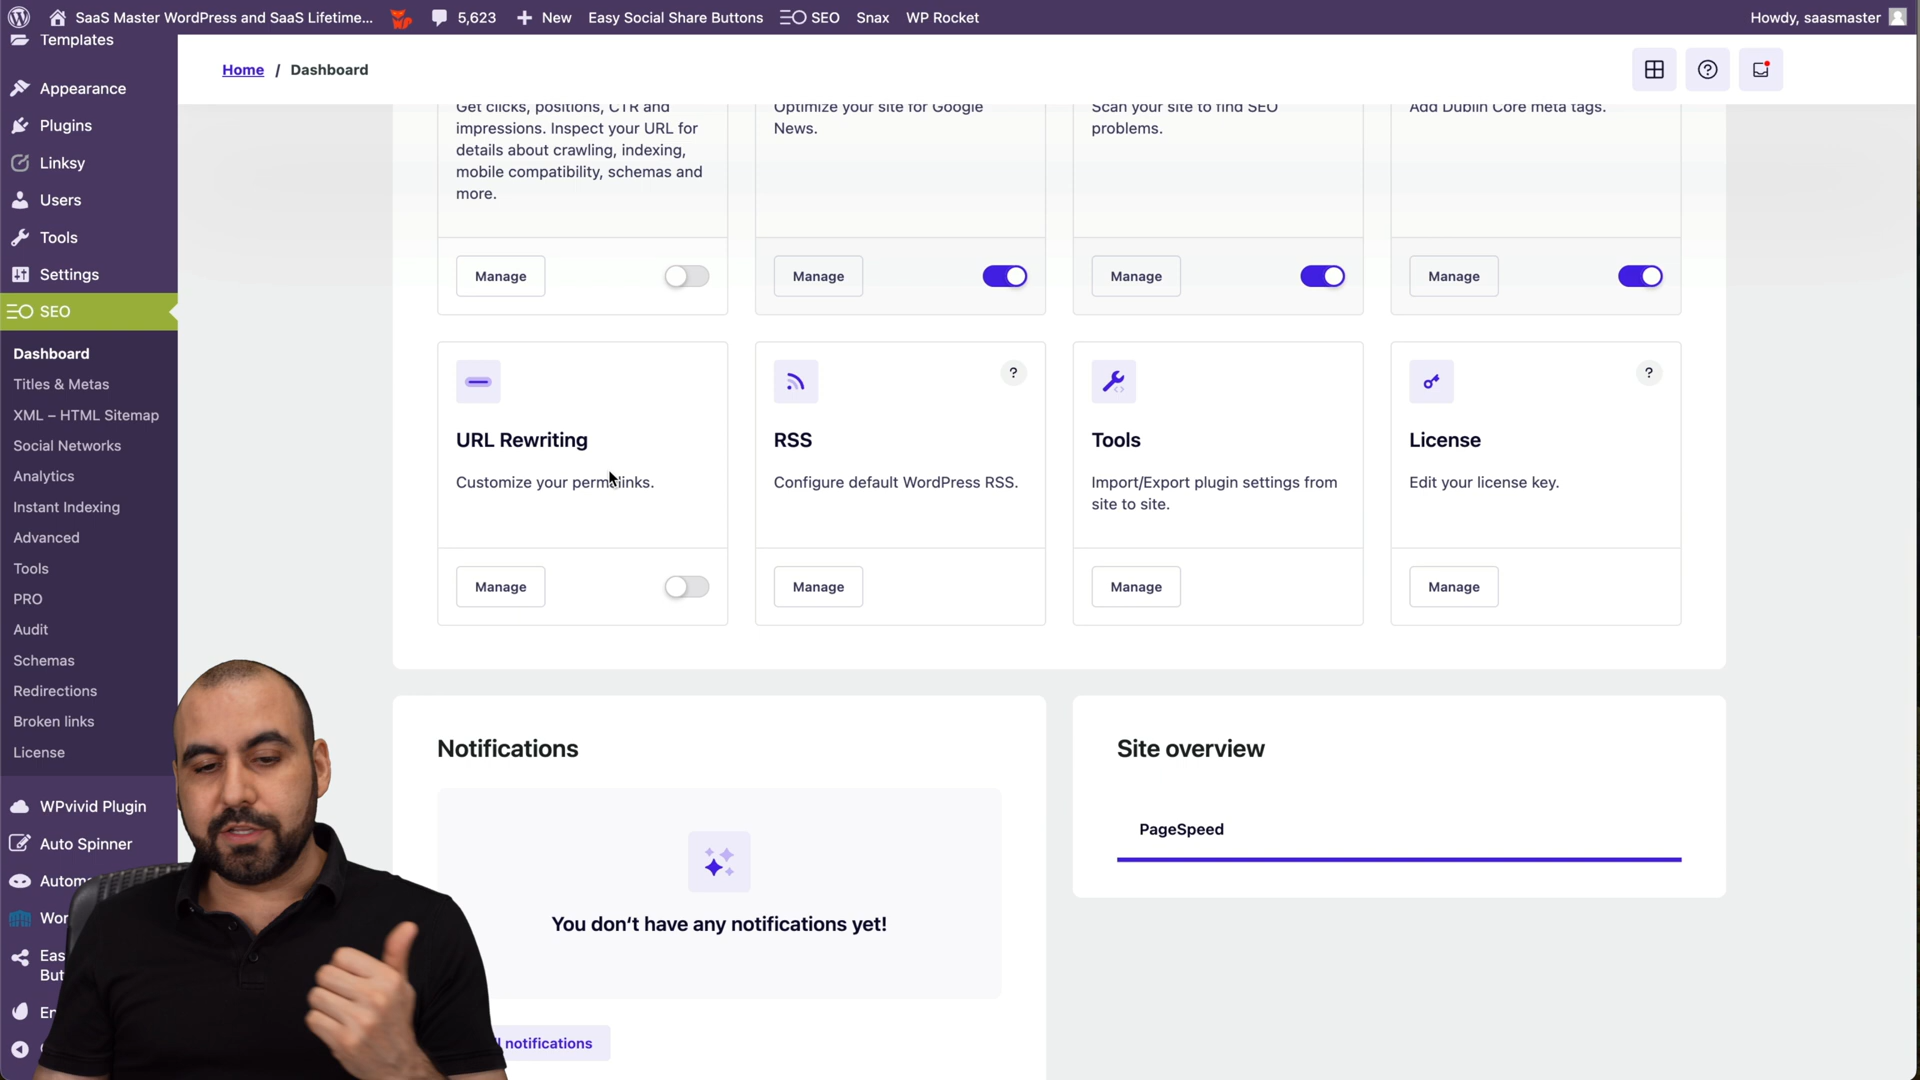 SaaS Master WordPress and SaaS Lifetime...
5,623
New
Easy Social Share Buttons
SEO
Snax
WP Rocket
Howdy, saasmaster
Templates
Appearance
Plugins
Linksy
Users
Tools
Settings
SEO
Dashboard
Titles & Metas
XML – HTML Sitemap
Social Networks
Analytics
Instant Indexing
Advanced
Tools
PRO
Audit
Schemas
Redirections
Broken links
License
WPvivid Plugin
Auto Spinner
Home / Dashboard
Get clicks, positions, CTR and
impressions. Inspect your URL for
details about crawling, indexing,
mobile compatibility, schemas and
more.
Manage
Optimize your site for Google
News.
Manage
Scan your site to find SEO
problems.
Manage
Add Dublin Core meta tags.
Manage
URL Rewriting
Customize your permalinks.
Manage
?
RSS
Configure default WordPress RSS.
Manage
Tools
Import/Export plugin settings from
site to site.
Manage
?
License
Edit your license key.
Manage
Notifications
You don't have any notifications yet!
notifications
Site overview
PageSpeed